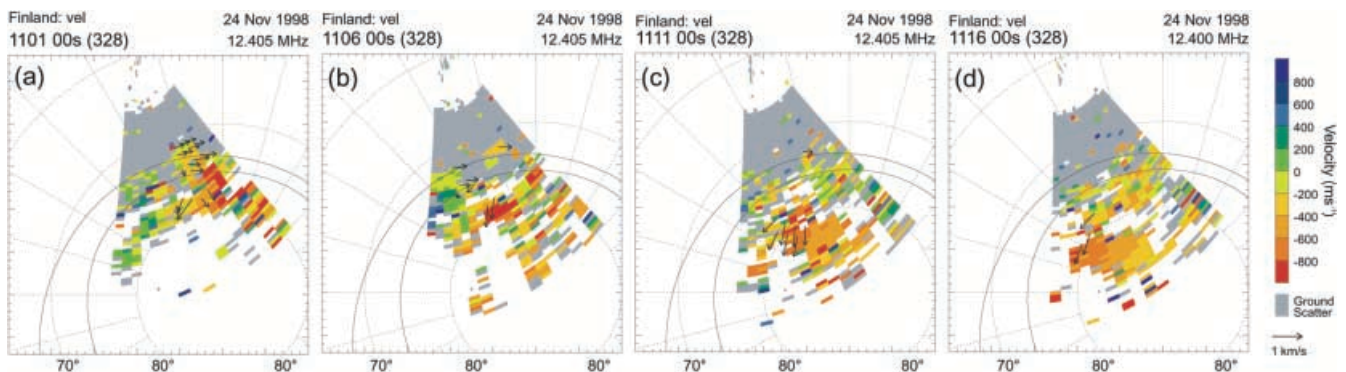 Finland: vel 24 Nov 1998
1101 00s (328) 12.405 MHz
(a)
70° 80° 80°
Finland: vel 24 Nov 1998
1106 00s (328) 12.405 MHz
(b)
70° 80° 80°
Finland: vel 24 Nov 1998
1111 00s (328) 12.405 MHz
(c)
70° 80° 80°
Finland: vel 24 Nov 1998
1116 00s (328) 12.400 MHz
(d)
70° 80° 80°
800
600
400
200
0
-200
-400
-600
-800
Velocity (ms⁻¹)
Ground
Scatter
1 km/s